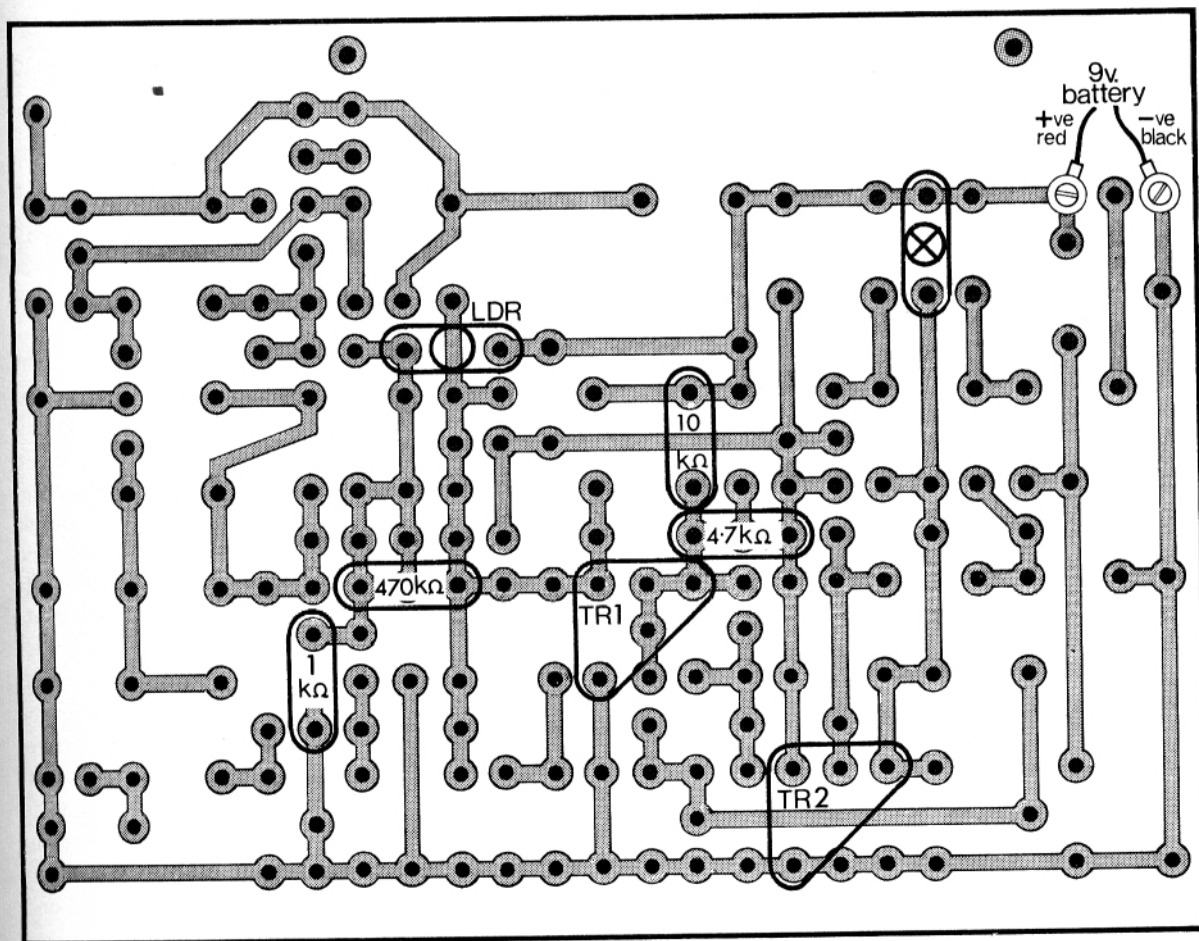 9v.
battery
+ve
red
-ve
black
LDR
10
kΩ
4·7kΩ
470kΩ
TR1
1
kΩ
TR2